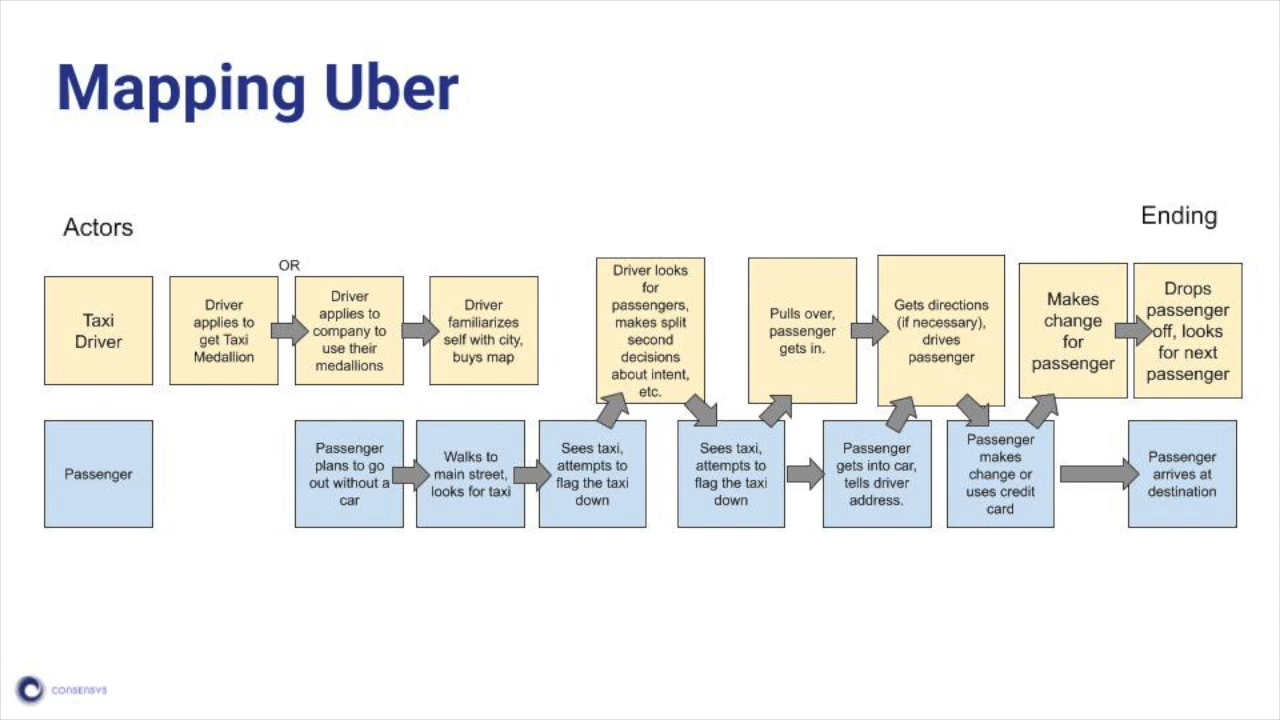 Mapping Uber
Actors
Ending
OR
Taxi
Driver
Driver
applies to
get Taxi
Medallion
Driver
applies to
company to
use their
medallions
Driver
familiarizes
self with city,
buys map
Driver looks
for
passengers,
makes split
second
decisions
about intent,
etc.
Pulls over,
passenger
gets in.
Gets directions
(if necessary),
drives
passenger
Makes
change
for
passenger
Drops
passenger
off, looks
for next
passenger
Passenger
Passenger
plans to go
out without a
car
Walks to
main street,
looks for taxi
Sees taxi,
attempts to
flag the taxi
down
Sees taxi,
attempts to
flag the taxi
down
Passenger
gets into car,
tells driver
address.
Passenger
makes
change or
uses credit
card
Passenger
arrives at
destination
CONSENSYS